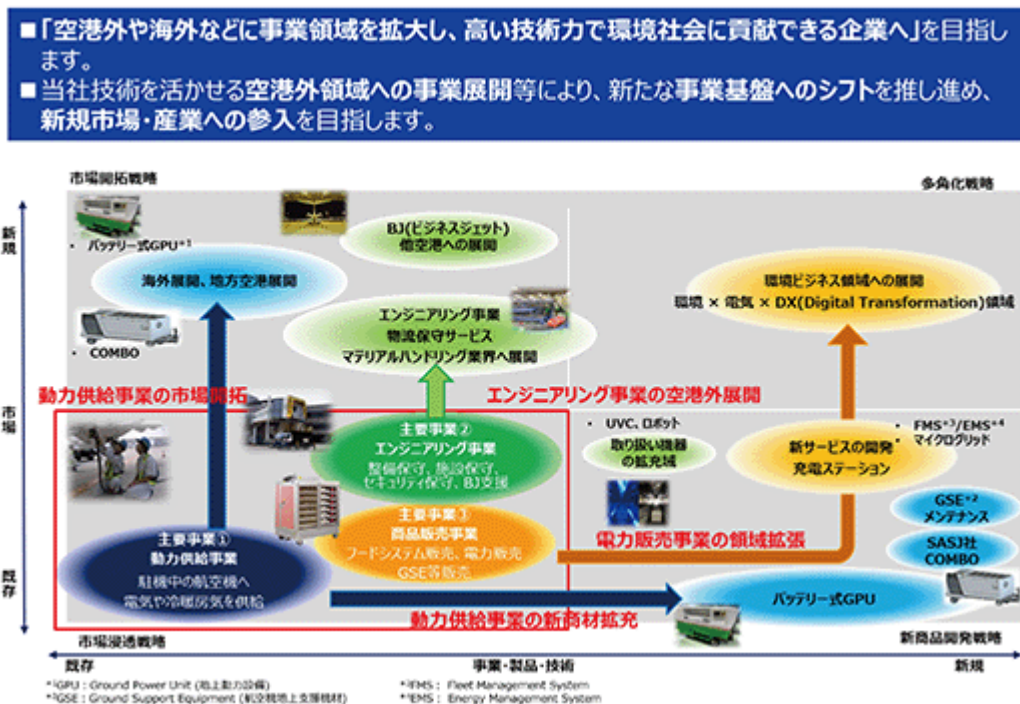 ■「空港外や海外などに事業領域を拡大し、高い技術力で環境社会に貢献できる企業へ」を目指し
ます。
■当社技術を活かせる空港外領域への事業展開等により、新たな事業基盤へのシフトを推し進め、
新規市場・産業への参入を目指します。
市場開拓戦略
多角化戦略
新規
・ バッテリー式GPU*1
BJ(ビジネスジェット)
他空港への展開
海外展開、地方空港展開
環境ビジネス領域への展開
環境 × 電気 × DX(Digital Transformation)領域
エンジニアリング事業
物流保守サービス
マテリアルハンドリング業界へ展開
・ COMBO
動力供給事業の市場開拓
エンジニアリング事業の空港外展開
市場
主要事業②
エンジニアリング事業
整備保守、施設保守、
セキュリティ保守、BJ支援
・ UVC、ロボット
取り扱い機器
の拡充域
新サービスの開発
充電ステーション
・ FMS*3/EMS*4
・ マイクログリッド
主要事業③
商品販売事業
フードシステム販売、電力販売
GSE等販売
GSE*2
メンテナンス
電力販売事業の領域拡張
SASJ社
COMBO
主要事業①
動力供給事業
駐機中の航空機へ
電気や冷暖房気を供給
既存
バッテリー式GPU
動力供給事業の新商材拡充
市場浸透戦略
新商品開発戦略
既存
事業・製品・技術
新規
*1GPU : Ground Power Unit (地上動力設備)
*3FMS : Fleet Management System
*2GSE : Ground Support Equipment (航空機地上支援機材)
*4EMS : Energy Management System